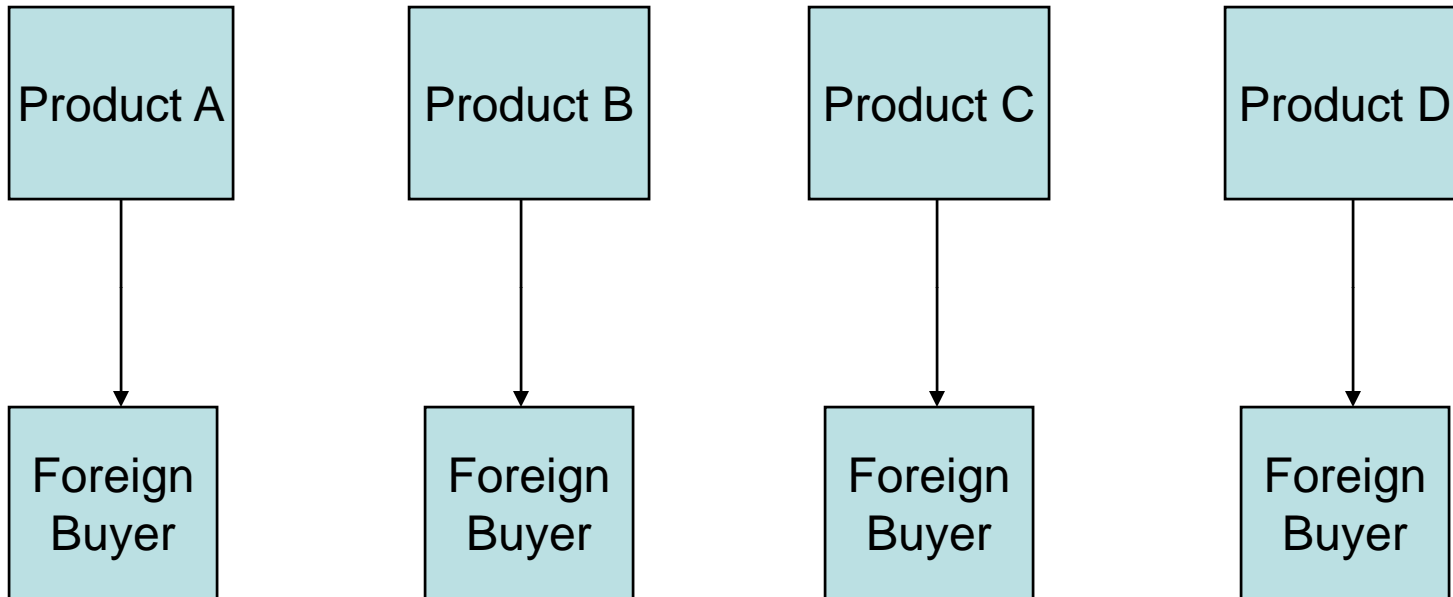 Product A
Product B
Product C
Product D
Foreign
Buyer
Foreign
Buyer
Foreign
Buyer
Foreign
Buyer